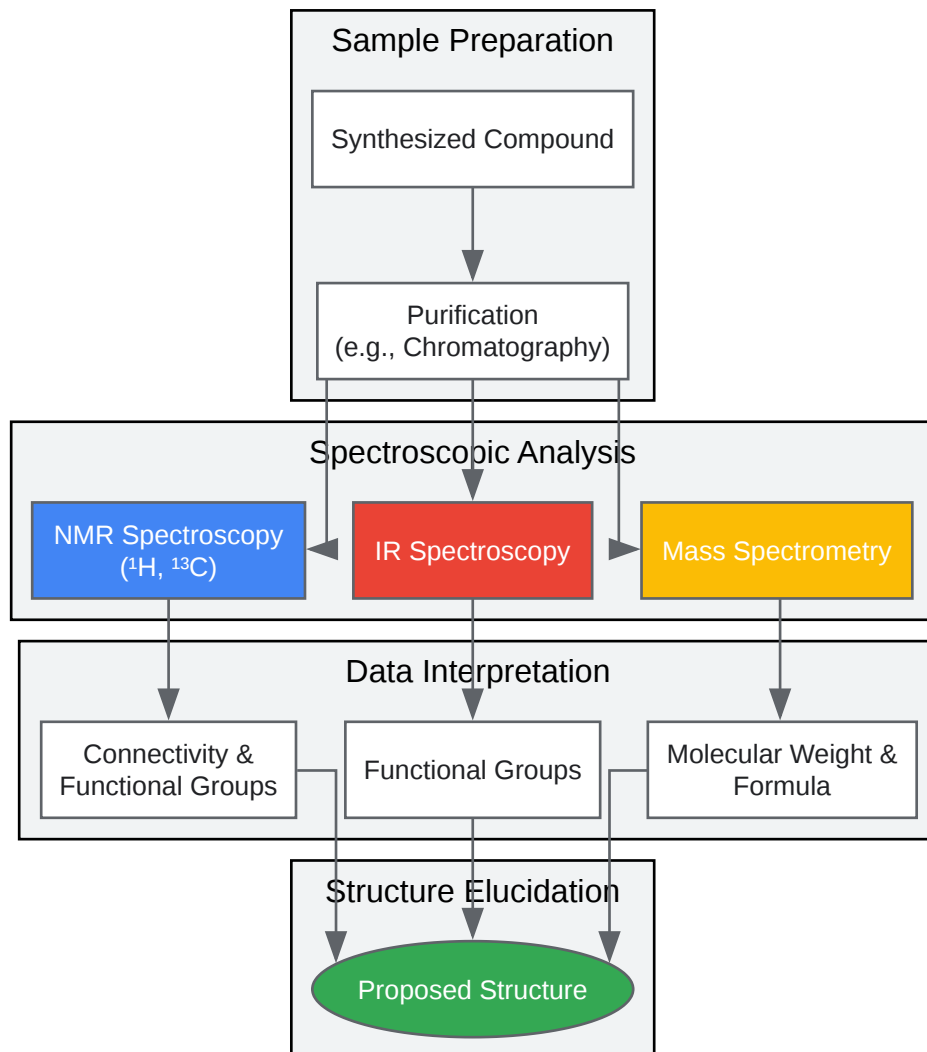 Sample Preparation
Synthesized Compound
Purification
(e.g., Chromatography)
Spectroscopic Analysis
NMR Spectroscopy
(¹H, ¹³C)
IR Spectroscopy
Mass Spectrometry
Data Interpretation
Connectivity &
Functional Groups
Functional Groups
Molecular Weight &
Formula
Structure Elucidation
Proposed Structure